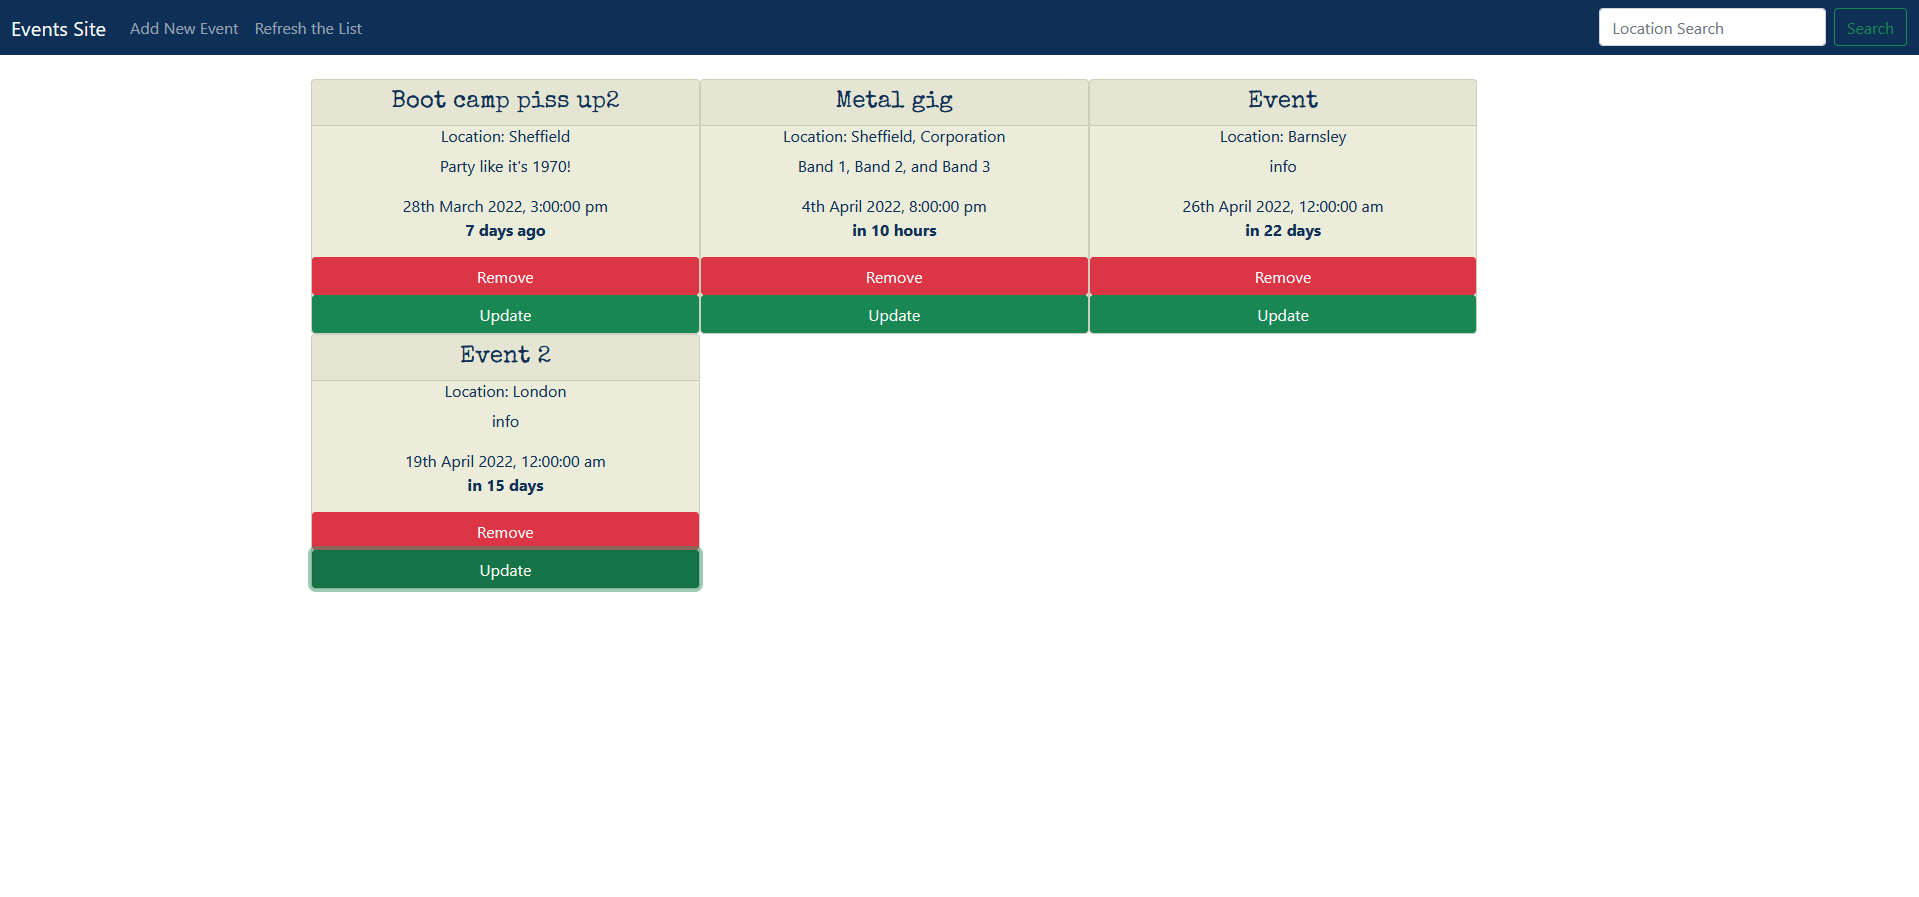 Events Site Add New Event Refresh the List Location Search Search
Boot camp piss up2
Location: Sheffield
Party like it's 1970!
28th March 2022, 3:00:00 pm
7 days ago
Remove
Update
Metal gig
Location: Sheffield, Corporation
Band 1, Band 2, and Band 3
4th April 2022, 8:00:00 pm
in 10 hours
Remove
Update
Event
Location: Barnsley
info
26th April 2022, 12:00:00 am
in 22 days
Remove
Update
Event 2
Location: London
info
19th April 2022, 12:00:00 am
in 15 days
Remove
Update